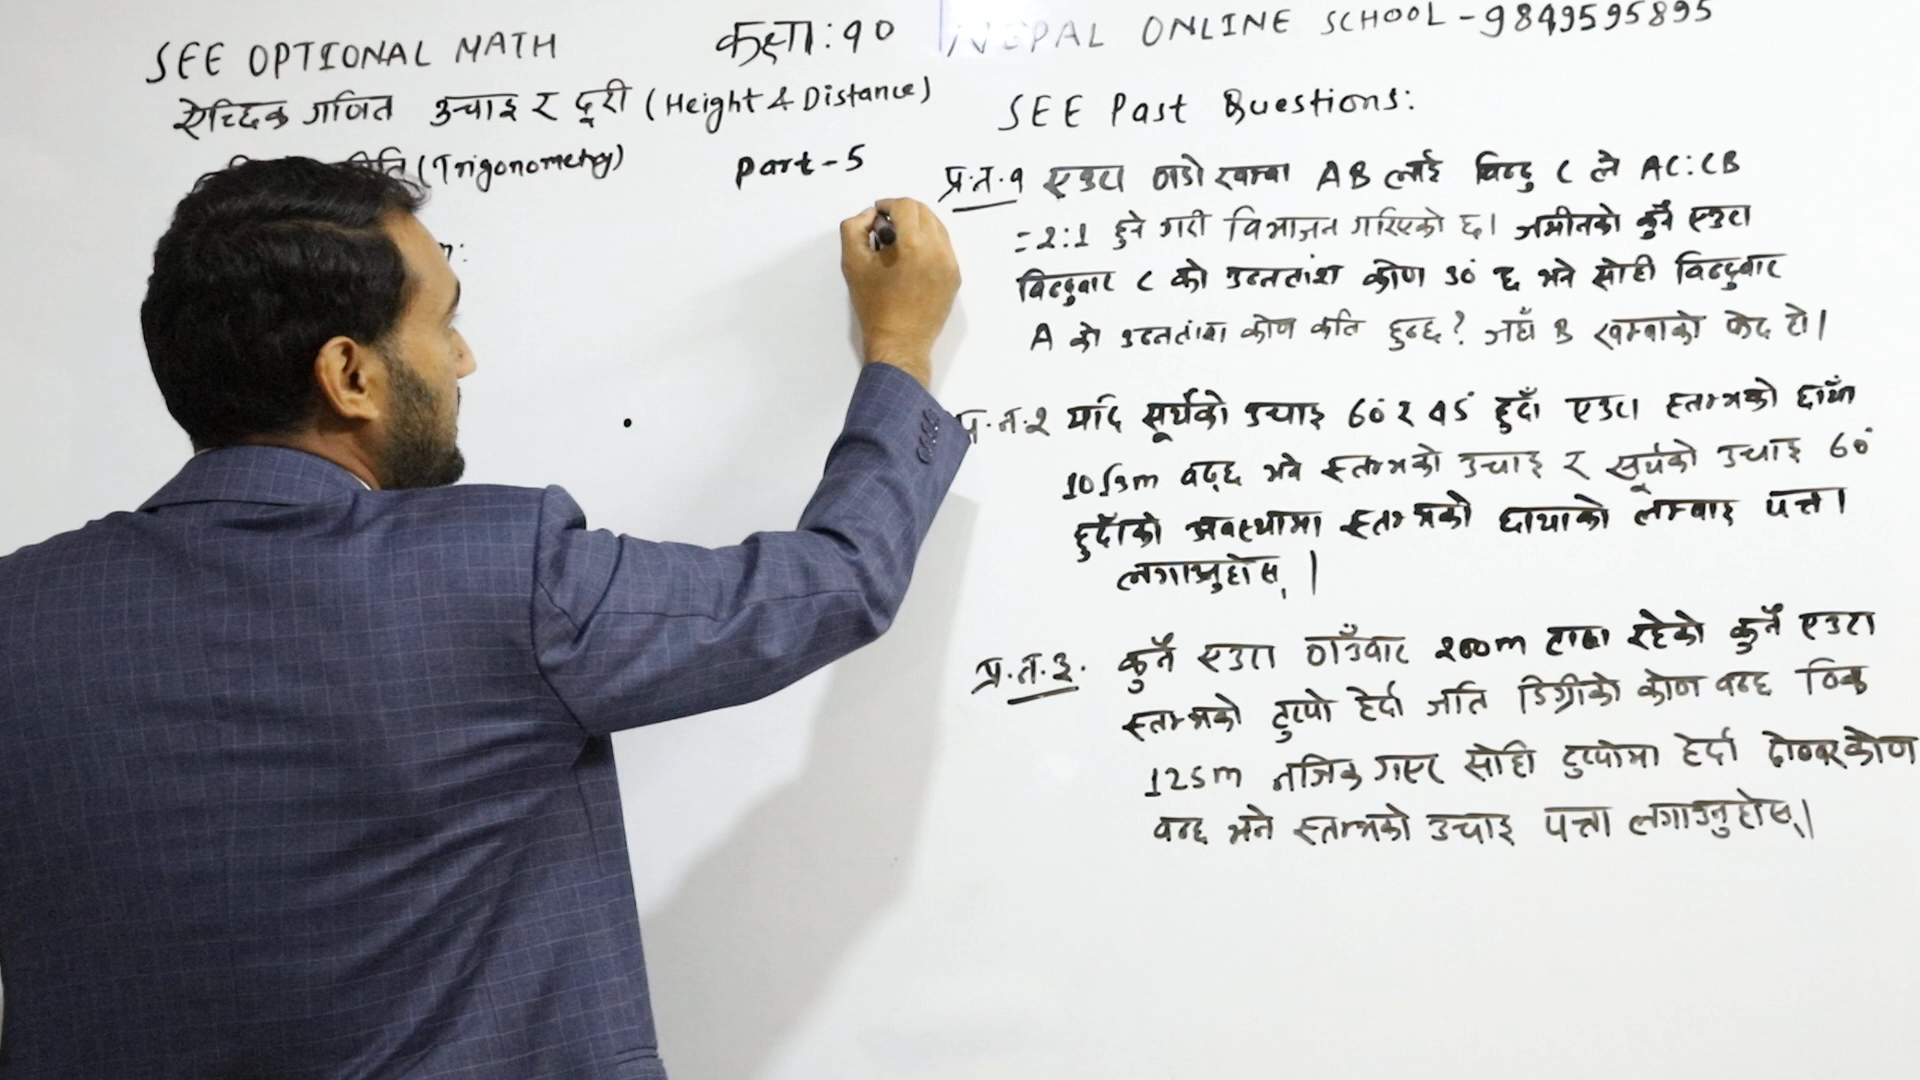 SEE OPTIONAL MATH
कक्षा: १०
ऐच्छिक गणित उचाइ र दूरी (Height & Distance)
(Trigonometry)
Part-5
NEPAL ONLINE SCHOOL - 9849595895
SEE Past Questions:
प्र.न.१ एउटा ठाडो खम्बा AB लाई बिन्दु C ले AC:CB
= 2:1 हुने गरी विभाजन गरिएको छ। जमीनको कुनै एउटा
बिन्दुबाट C को उन्नतांश कोण 30° छ भने सोही बिन्दुबाट
A को उन्नतांश कोण कति हुन्छ? जहाँ B खम्बाको फेद हो।
प्र.न.२ यदि सूर्यको उचाइ 60° र 45° हुदाँ एउटा स्तम्भको छायाँ
10√3m बढ्छ भने स्तम्भको उचाइ र सूर्यको उचाइ 60°
हुदाँको अवस्थामा स्तम्भको छायाको लम्बाइ पत्ता
लगाउनुहोस्।
प्र.न.३. कुनै एउटा ठाउँबाट 200m टाढा रहेको कुनै एउटा
स्तम्भको टुप्पो हेर्दा जति डिग्रीको कोण बन्छ ठिक
125m नजिक गएर सोहि टुप्पोमा हेर्दा दोब्बर कोण
बन्छ भने स्तम्भको उचाइ पत्ता लगाउनुहोस्।